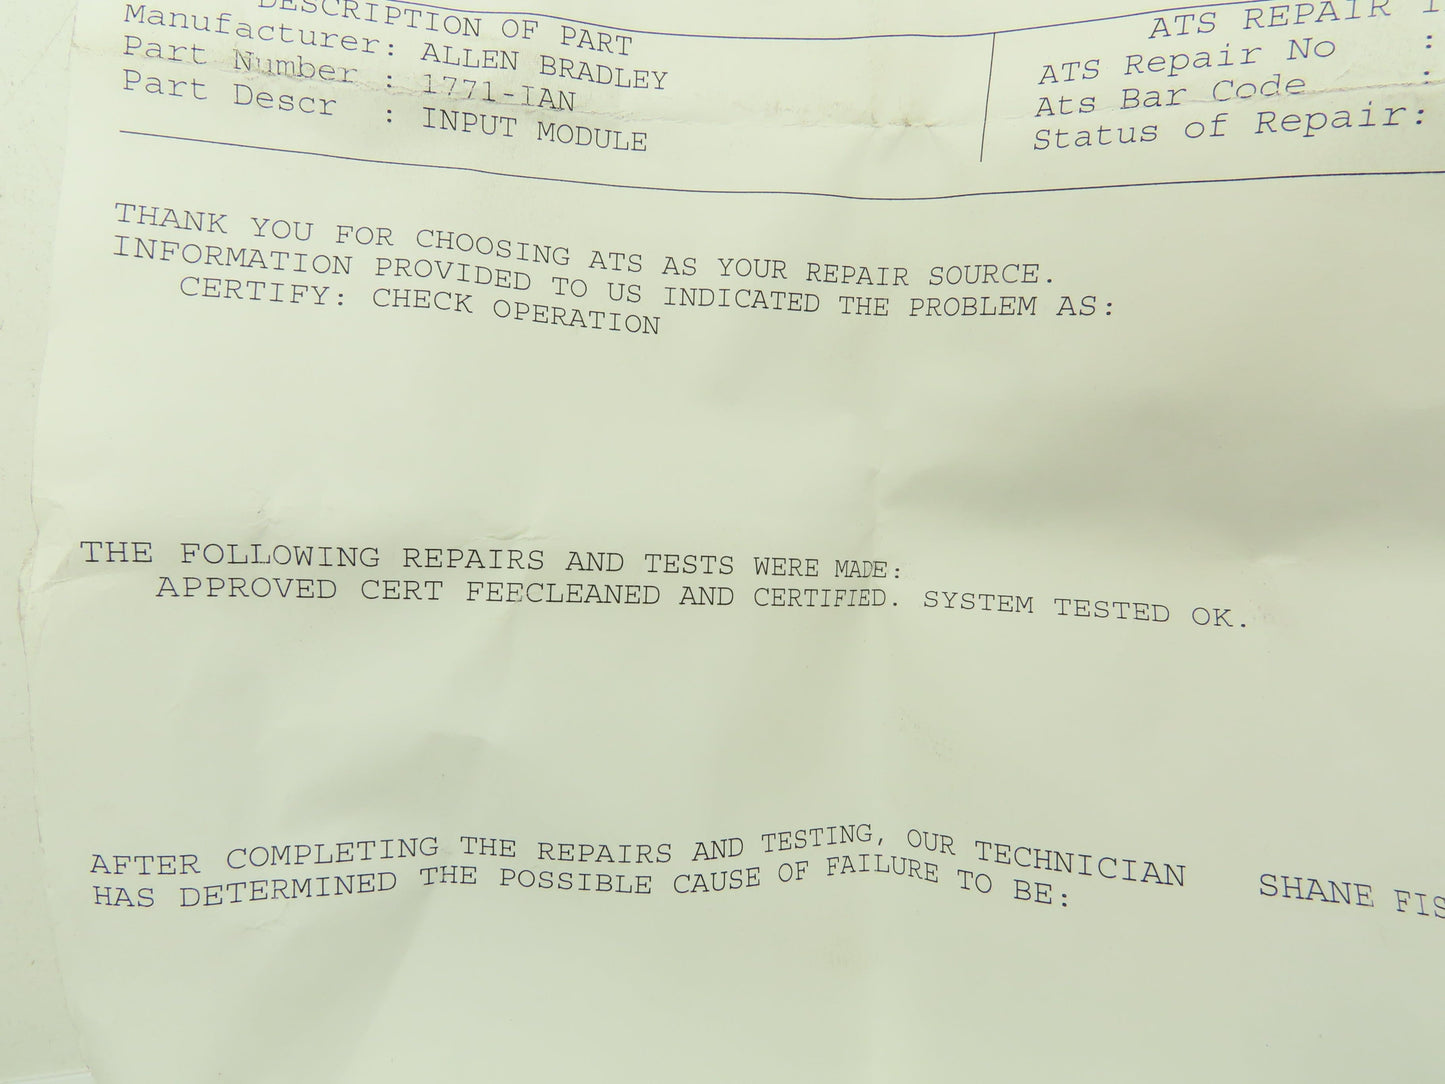 DESCRIPTION OF PART
Manufacturer: ALLEN BRADLEY
Part Number : 1771-IAN
Part Descr : INPUT MODULE
ATS REPAIR
ATS Repair No :
Ats Bar Code :
Status of Repair:
THANK YOU FOR CHOOSING ATS AS YOUR REPAIR SOURCE.
INFORMATION PROVIDED TO US INDICATED THE PROBLEM AS:
CERTIFY: CHECK OPERATION
THE FOLLOWING REPAIRS AND TESTS WERE MADE:
APPROVED CERT FEECLEANED AND CERTIFIED. SYSTEM TESTED OK.
AFTER COMPLETING THE REPAIRS AND TESTING, OUR TECHNICIAN SHANE FIS
HAS DETERMINED THE POSSIBLE CAUSE OF FAILURE TO BE: